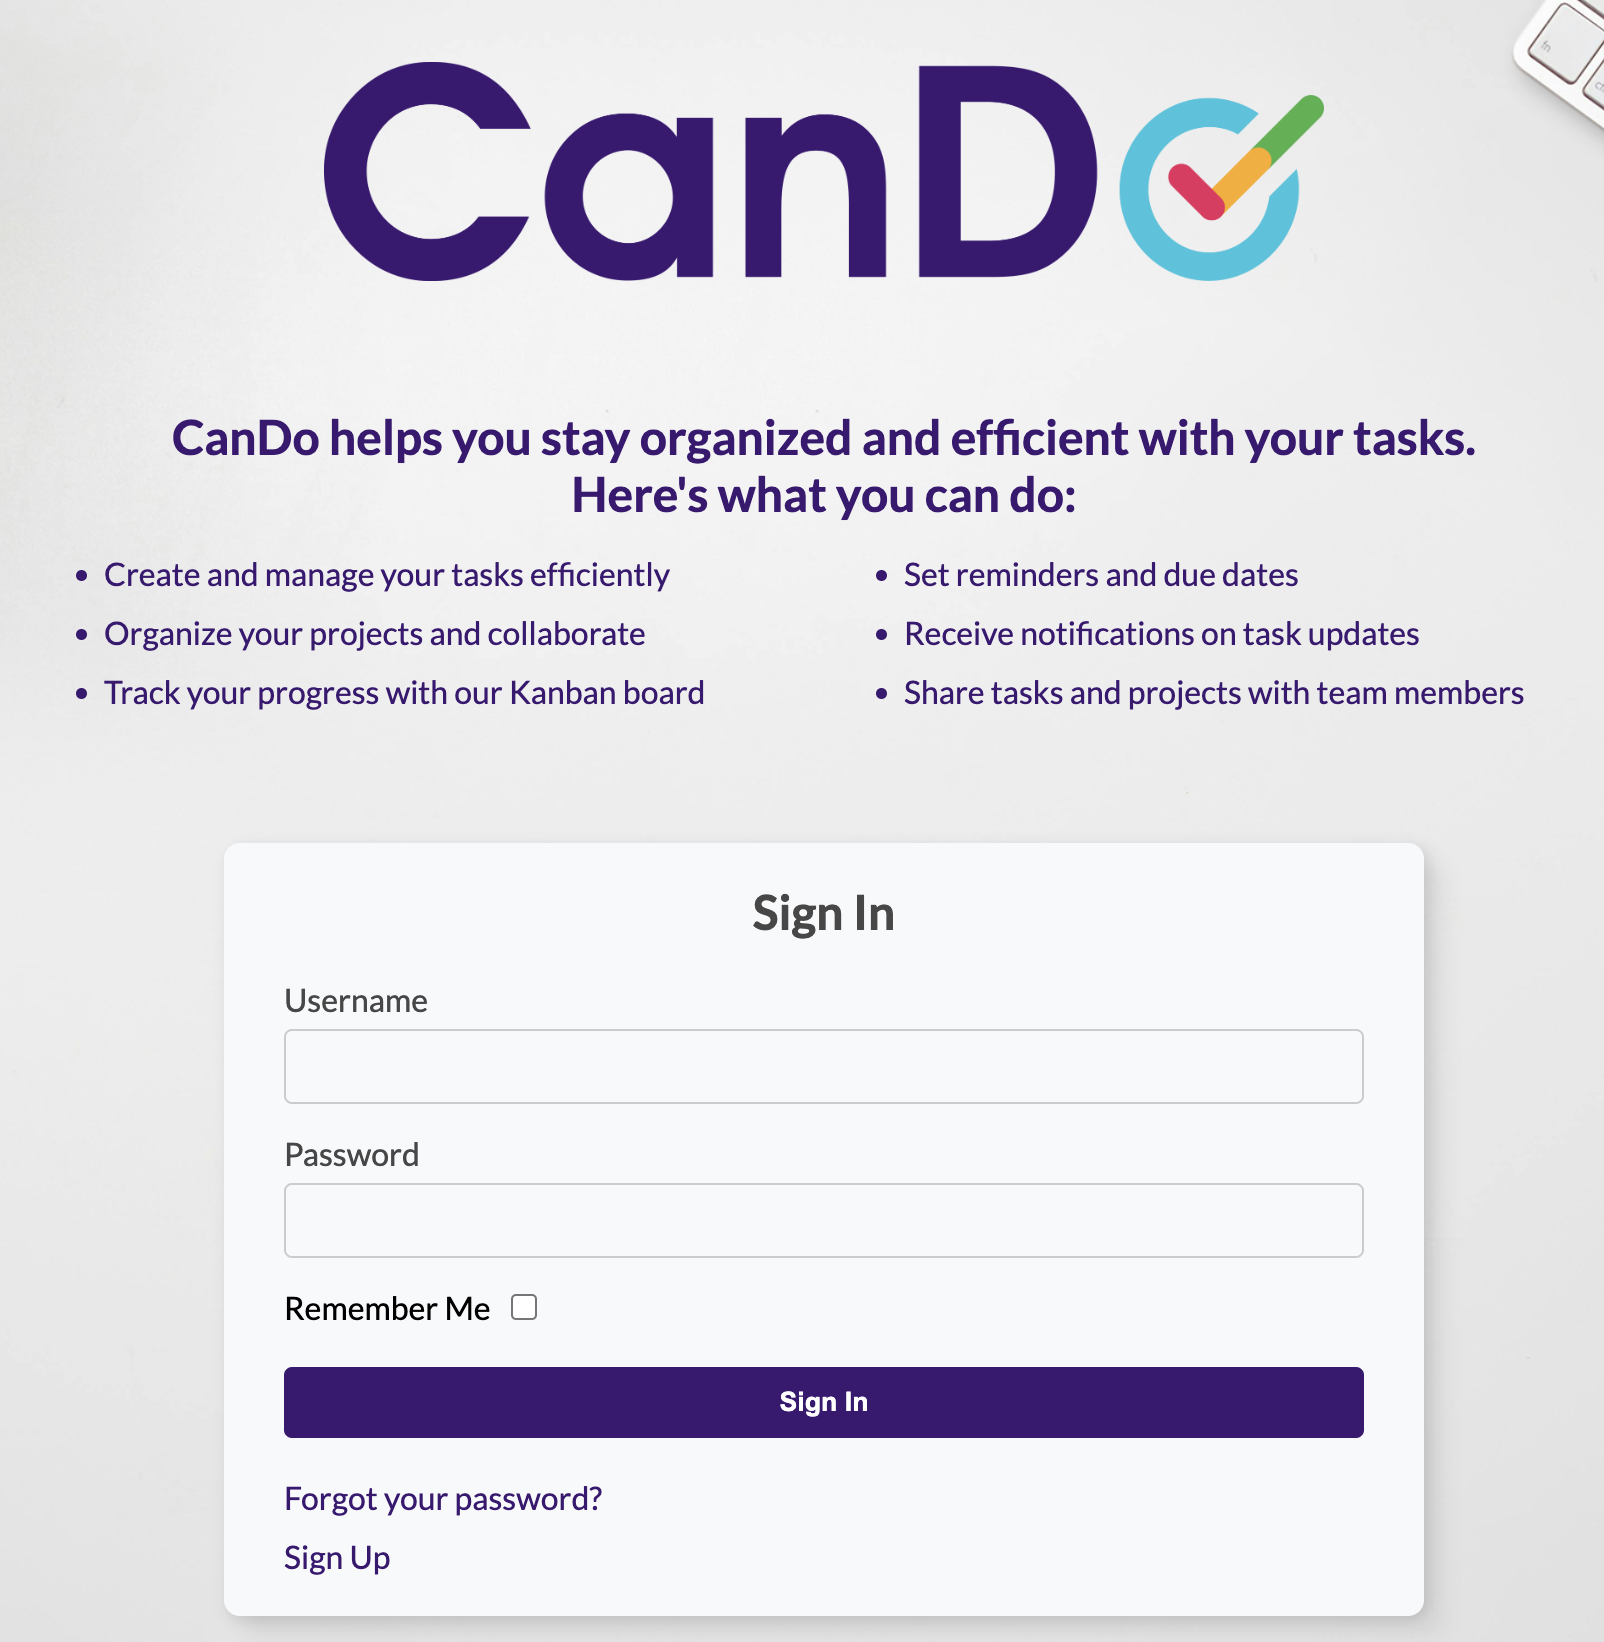 CanDo
CanDo helps you stay organized and efficient with your tasks.
Here's what you can do:
• Create and manage your tasks efficiently
• Organize your projects and collaborate
• Track your progress with our Kanban board
• Set reminders and due dates
• Receive notifications on task updates
• Share tasks and projects with team members
Sign In
Username
Password
Remember Me
Sign In
Forgot your password?
Sign Up
fn